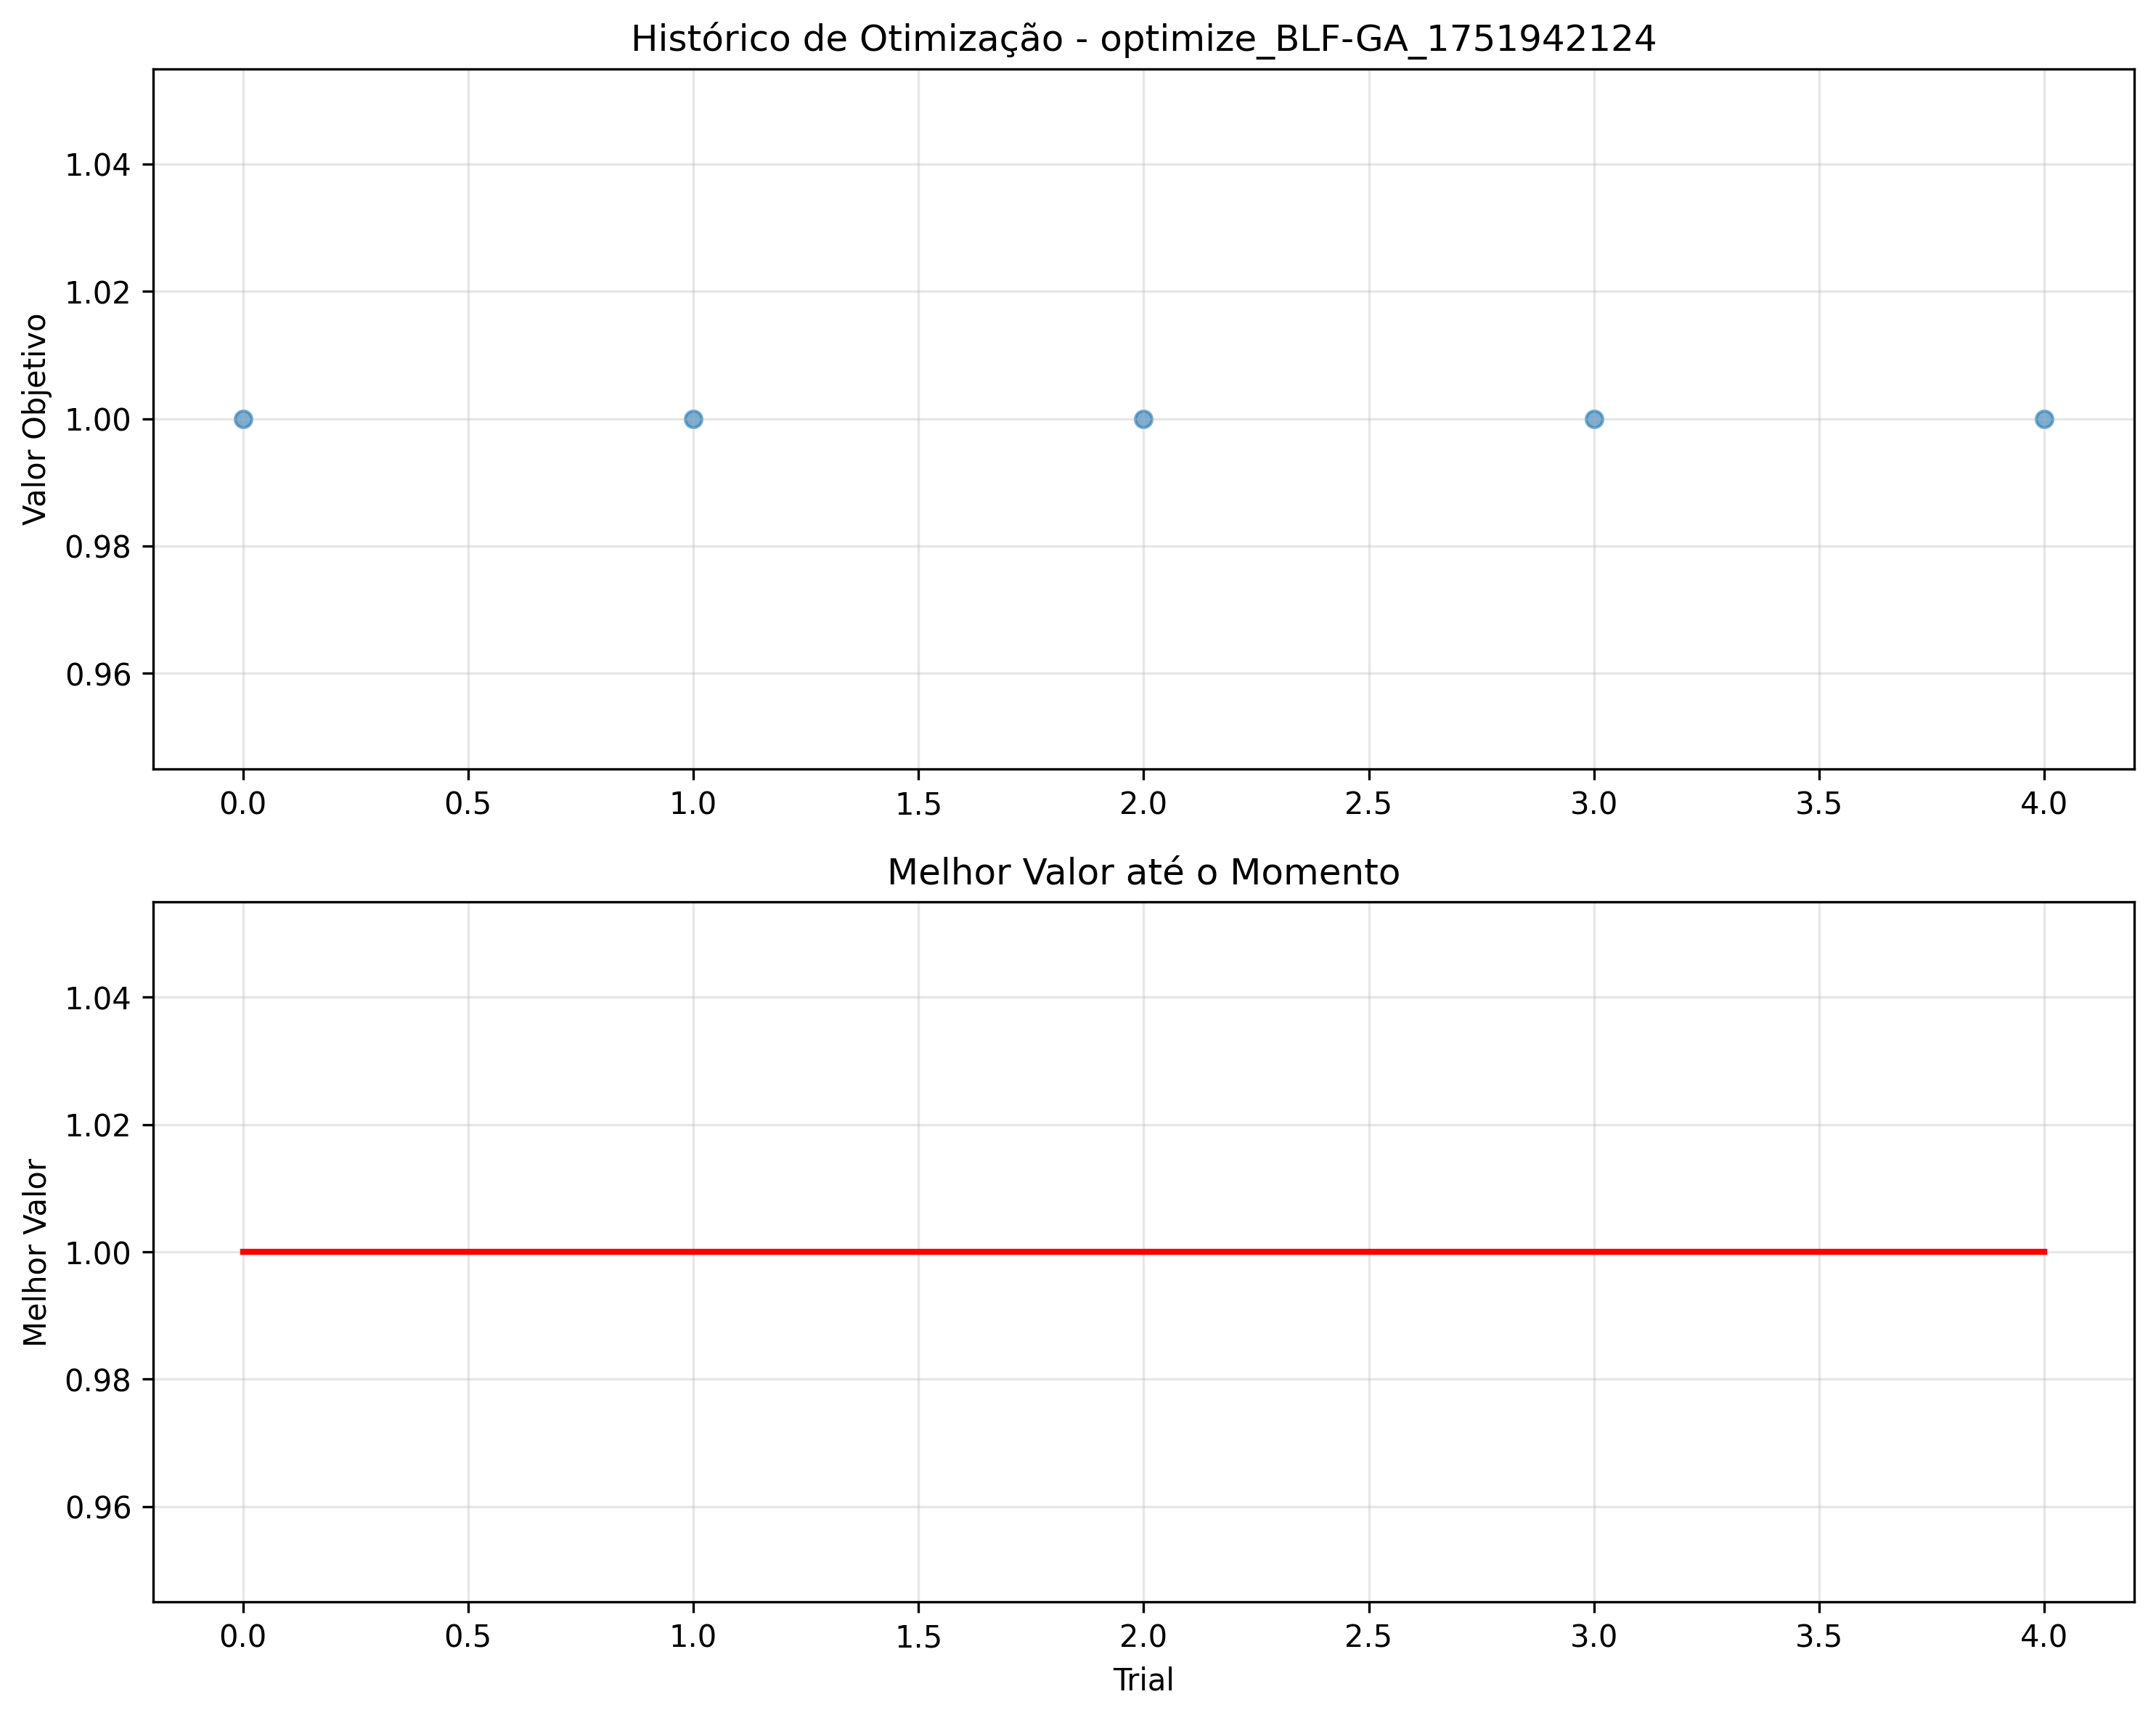 Histórico de Otimização - optimize_BLF-GA_1751942124
Valor Objetivo
1.04
1.02
1.00
0.98
0.96
0.0 0.5 1.0 1.5 2.0 2.5 3.0 3.5 4.0
Melhor Valor até o Momento
Melhor Valor
1.04
1.02
1.00
0.98
0.96
0.0 0.5 1.0 1.5 2.0 2.5 3.0 3.5 4.0
Trial